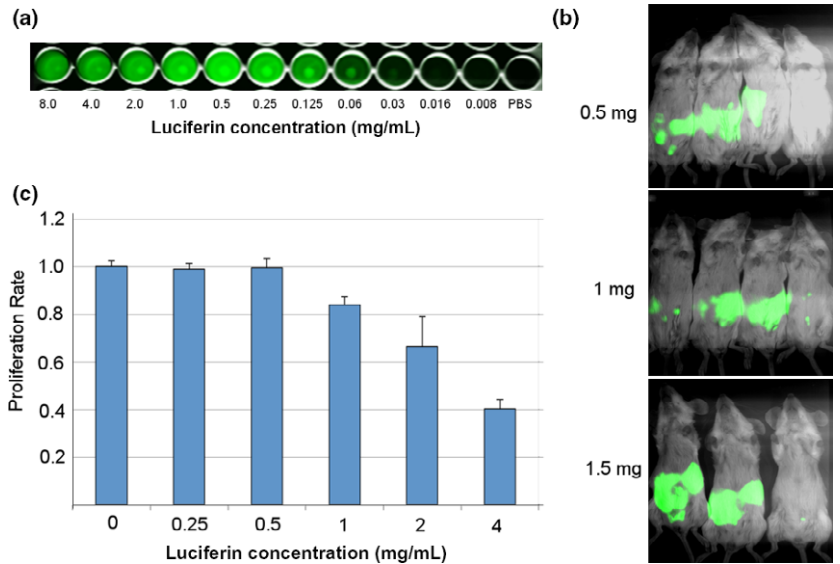 (a)
8.0 4.0 2.0 1.0 0.5 0.25 0.125 0.06 0.03 0.016 0.008 PBS
Luciferin concentration (mg/mL)
(b)
0.5 mg
1 mg
1.5 mg
(c)
Proliferation Rate
1.2
1.0
0.8
0.6
0.4
0.2
0 0.25 0.5 1 2 4
Luciferin concentration (mg/mL)